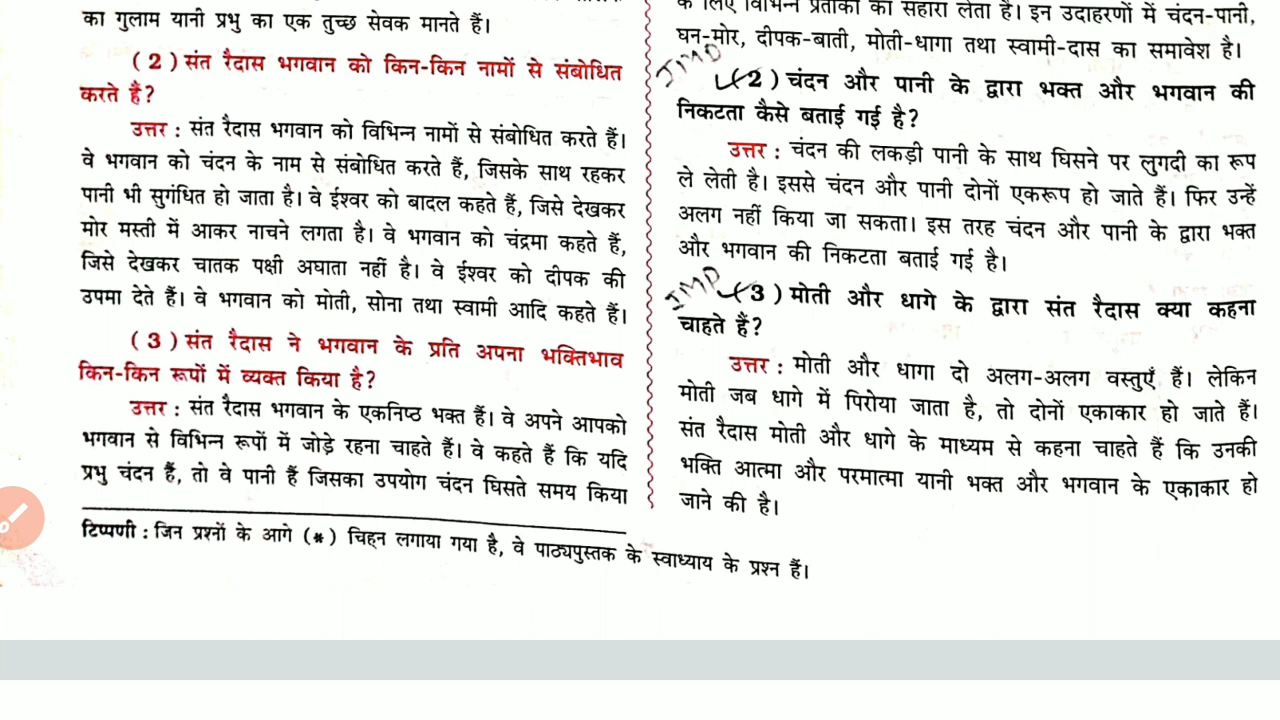 का गुलाम यानी प्रभु का एक तुच्छ सेवक मानते हैं।
(2) संत रैदास भगवान को किन-किन नामों से संबोधित
करते हैं?
उत्तर : संत रैदास भगवान को विभिन्न नामों से संबोधित करते हैं।
वे भगवान को चंदन के नाम से संबोधित करते हैं, जिसके साथ रहकर
पानी भी सुगंधित हो जाता है। वे ईश्वर को बादल कहते हैं, जिसे देखकर
मोर मस्ती में आकर नाचने लगता है। वे भगवान को चंद्रमा कहते हैं,
जिसे देखकर चातक पक्षी अघाता नहीं है। वे ईश्वर को दीपक की
उपमा देते हैं। वे भगवान को मोती, सोना तथा स्वामी आदि कहते हैं।
(3) संत रैदास ने भगवान के प्रति अपना भक्तिभाव
किन-किन रूपों में व्यक्त किया है?
उत्तर : संत रैदास भगवान के एकनिष्ठ भक्त हैं। वे अपने आपको
भगवान से विभिन्न रूपों में जोड़े रहना चाहते हैं। वे कहते हैं कि यदि
प्रभु चंदन हैं, तो वे पानी हैं जिसका उपयोग चंदन घिसते समय किया
के लिए विभिन्न प्रतीकों का सहारा लेता है। इन उदाहरणों में चंदन-पानी,
घन-मोर, दीपक-बाती, मोती-धागा तथा स्वामी-दास का समावेश है।
IMP
(2) चंदन और पानी के द्वारा भक्त और भगवान की
निकटता कैसे बताई गई है?
उत्तर : चंदन की लकड़ी पानी के साथ घिसने पर लुगदी का रूप
ले लेती है। इससे चंदन और पानी दोनों एकरूप हो जाते हैं। फिर उन्हें
अलग नहीं किया जा सकता। इस तरह चंदन और पानी के द्वारा भक्त
और भगवान की निकटता बताई गई है।
IMP
(3) मोती और धागे के द्वारा संत रैदास क्या कहना
चाहते हैं?
उत्तर : मोती और धागा दो अलग-अलग वस्तुएँ हैं। लेकिन
मोती जब धागे में पिरोया जाता है, तो दोनों एकाकार हो जाते हैं।
संत रैदास मोती और धागे के माध्यम से कहना चाहते हैं कि उनकी
भक्ति आत्मा और परमात्मा यानी भक्त और भगवान के एकाकार हो
जाने की है।
टिप्पणी : जिन प्रश्नों के आगे (*) चिह्न लगाया गया है, वे पाठ्यपुस्तक के स्वाध्याय के प्रश्न हैं।